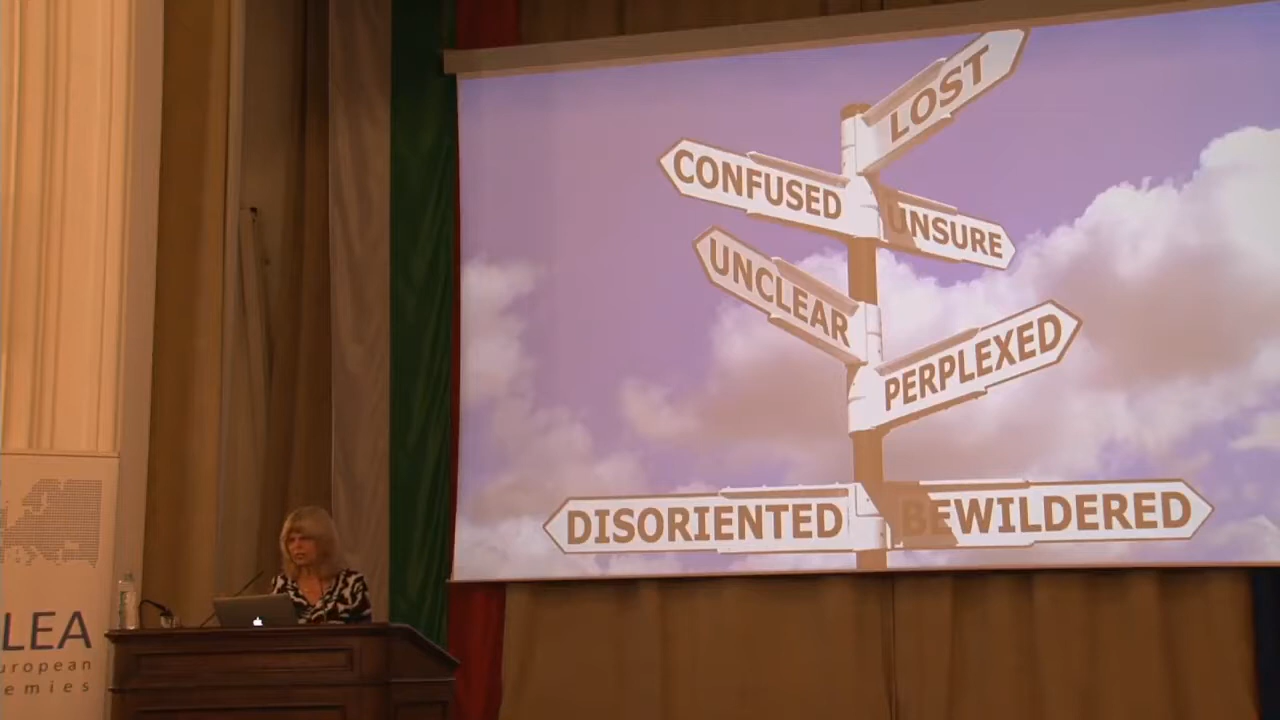 LOST
CONFUSED
UNSURE
UNCLEAR
PERPLEXED
DISORIENTED
BEWILDERED
LEA
uropean
emies